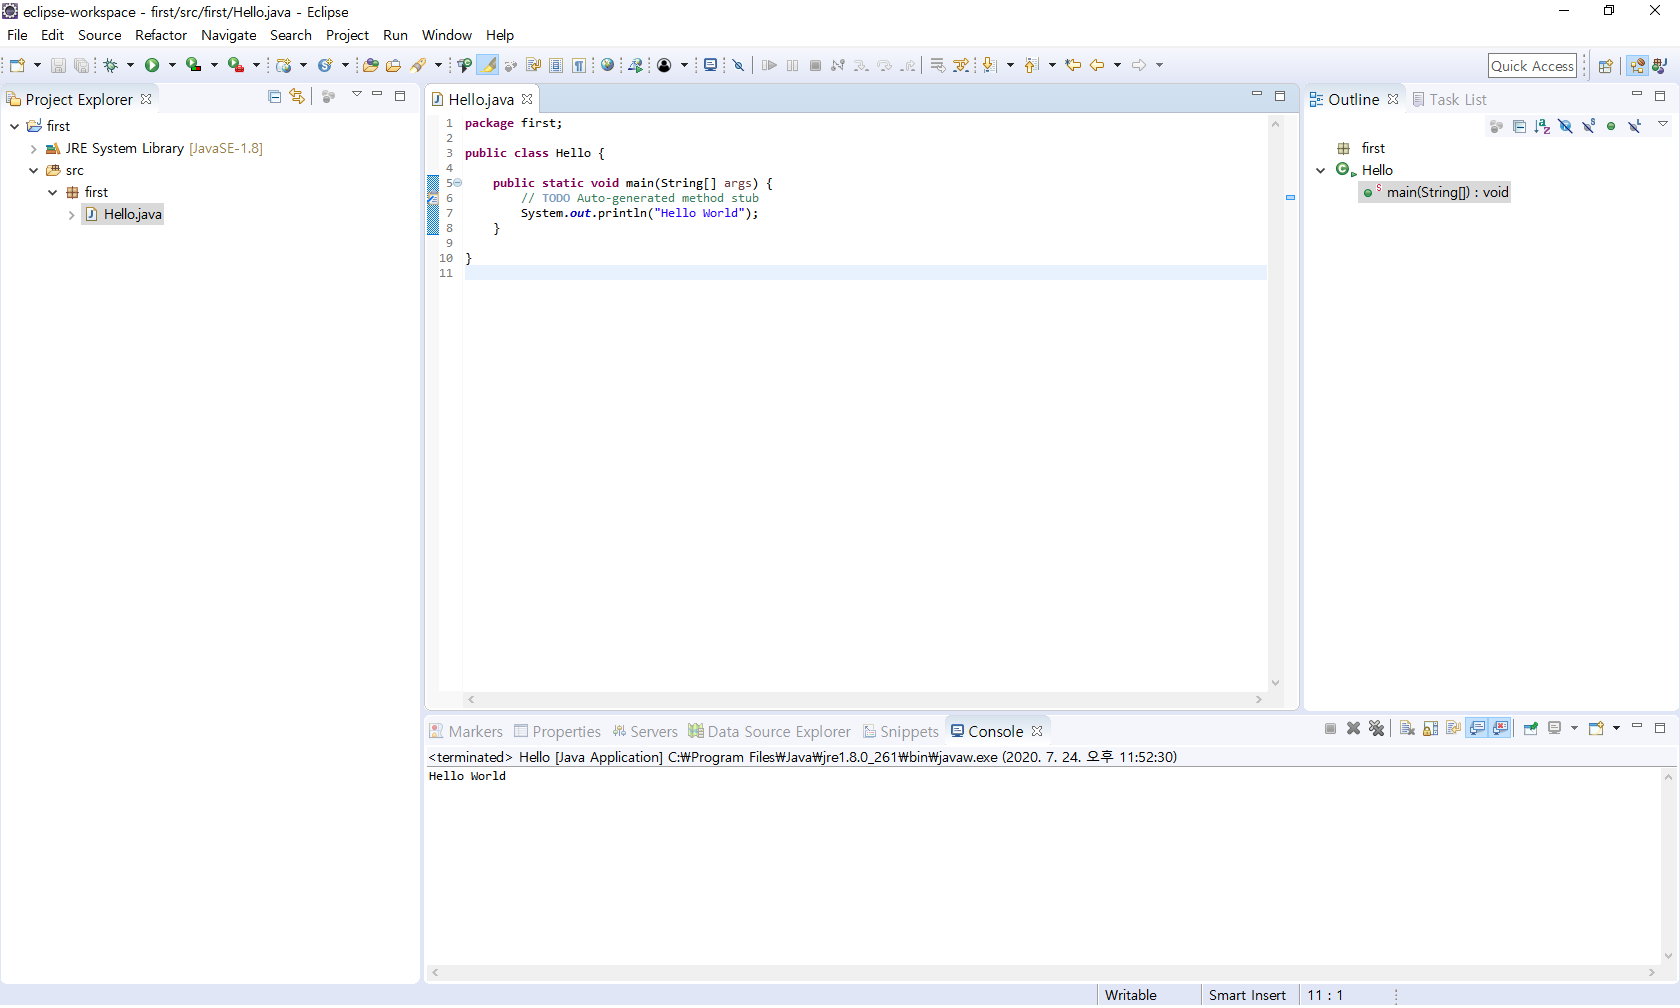 eclipse-workspace - first/src/first/Hello.java - Eclipse
File Edit Source Refactor Navigate Search Project Run Window Help
Quick Access
Project Explorer
first
JRE System Library [JavaSE-1.8]
src
first
Hello.java
Hello.java
1 package first;
2
3 public class Hello {
4
5 public static void main(String[] args) {
6 // TODO Auto-generated method stub
7 System.out.println("Hello World");
8 }
9
10 }
11
Outline Task List
first
Hello
main(String[]) : void
Markers Properties Servers Data Source Explorer Snippets Console
<terminated> Hello [Java Application] C:₩Program Files₩Java₩jre1.8.0_261₩bin₩javaw.exe (2020. 7. 24. 오후 11:52:30)
Hello World
Writable Smart Insert 11 : 1